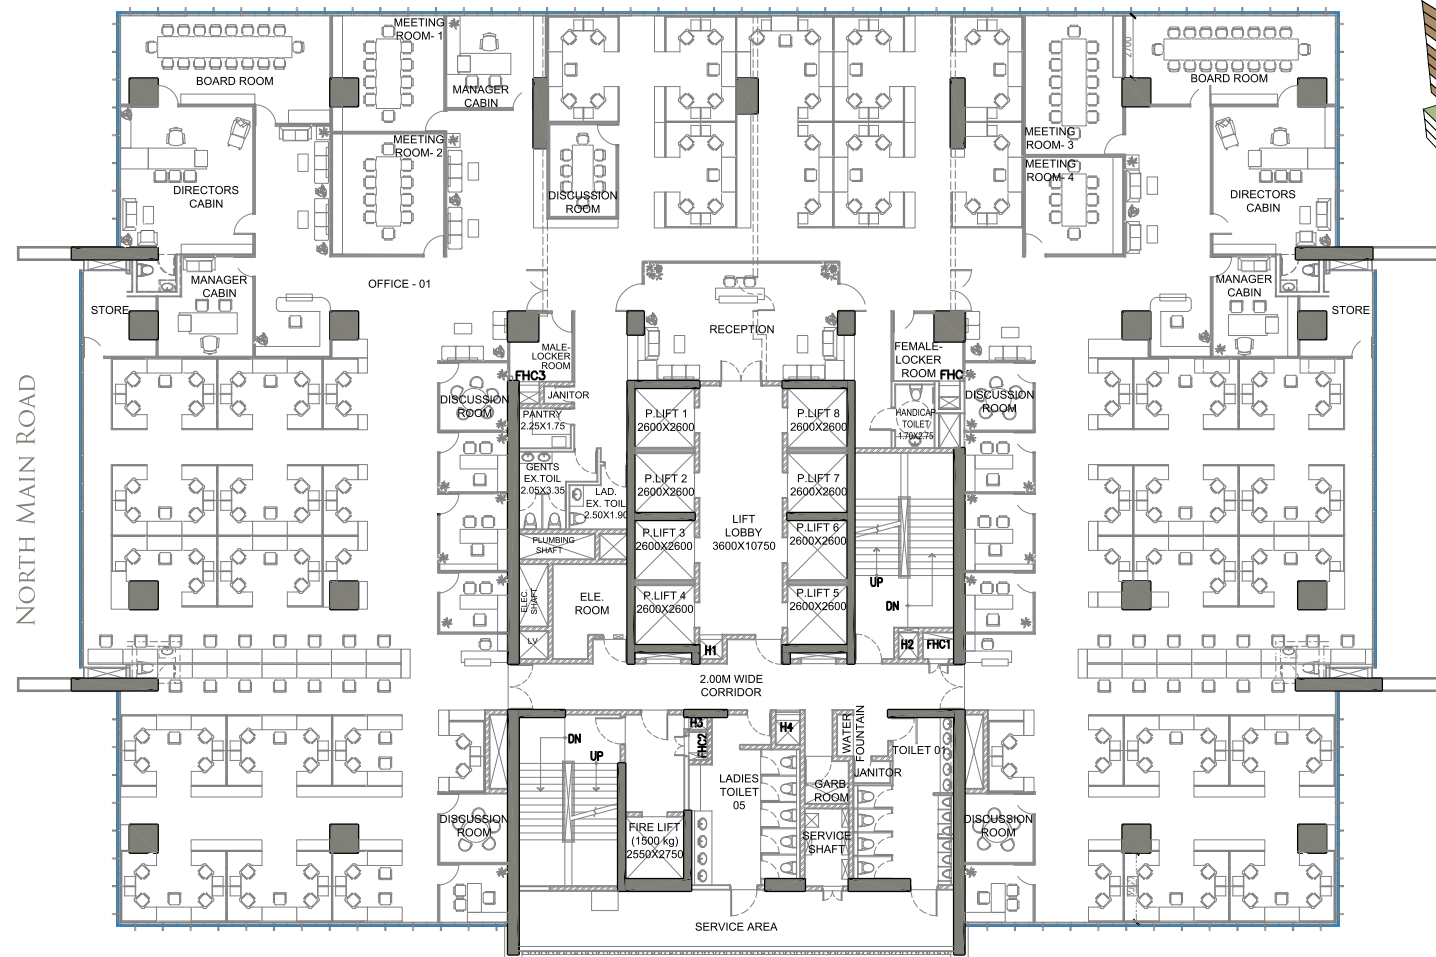 MEETING
ROOM- 1
BOARD ROOM
MANAGER
CABIN
MEETING
ROOM- 2
DIRECTORS
CABIN
DISCUSSION
ROOM
2700
BOARD ROOM
MEETING
ROOM- 3
MEETING
ROOM- 4
DIRECTORS
CABIN
MANAGER
CABIN
STORE
OFFICE - 01
RECEPTION
MANAGER
CABIN
STORE
MALE-
LOCKER
ROOM
FHC3
JANITOR
FEMALE-
LOCKER
ROOM
FHC
DISCUSSION
ROOM
PANTRY
2.25X1.75
P.LIFT 1
2600X2600
P.LIFT 8
2600X2600
HANDICAP
TOILET
1.70X2.75
DISCUSSION
ROOM
GENTS
EX.TOIL
2.05X3.35
LAD.
EX. TOIL
2.50X1.90
P.LIFT 2
2600X2600
P.LIFT 7
2600X2600
PLUMBING
SHAFT
P.LIFT 3
2600X2600
LIFT
LOBBY
3600X10750
P.LIFT 6
2600X2600
NORTH MAIN ROAD
ELEC.
SHAFT
ELE.
ROOM
P.LIFT 4
2600X2600
P.LIFT 5
2600X2600
UP
DN
LV
H1
H2
FHC1
2.00M WIDE
CORRIDOR
DN
UP
H3
FHC2
H4
WATER
FOUNTAIN
TOILET 01
JANITOR
LADIES
TOILET
05
GARB.
ROOM
DISCUSSION
ROOM
FIRE LIFT
(1500 kg)
2550X2750
SERVICE
SHAFT
DISCUSSION
ROOM
SERVICE AREA